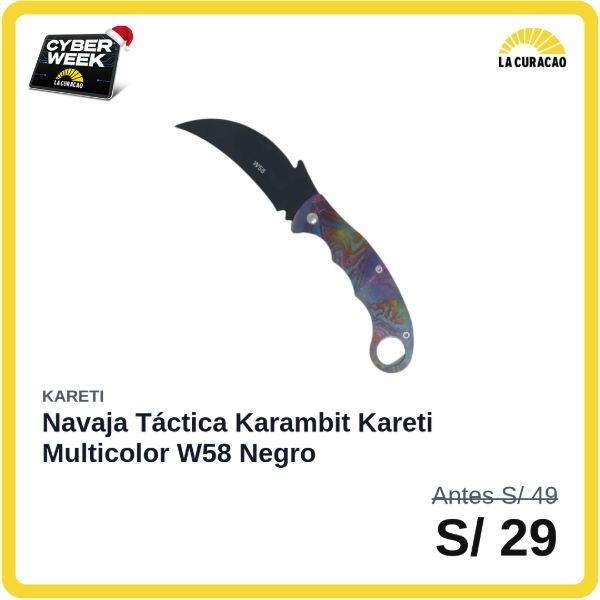 CYBER
WEEK
LA CURACAO
LA CURACAO
W58
KARETI
Navaja Táctica Karambit Kareti
Multicolor W58 Negro
Antes S/ 49
S/ 29